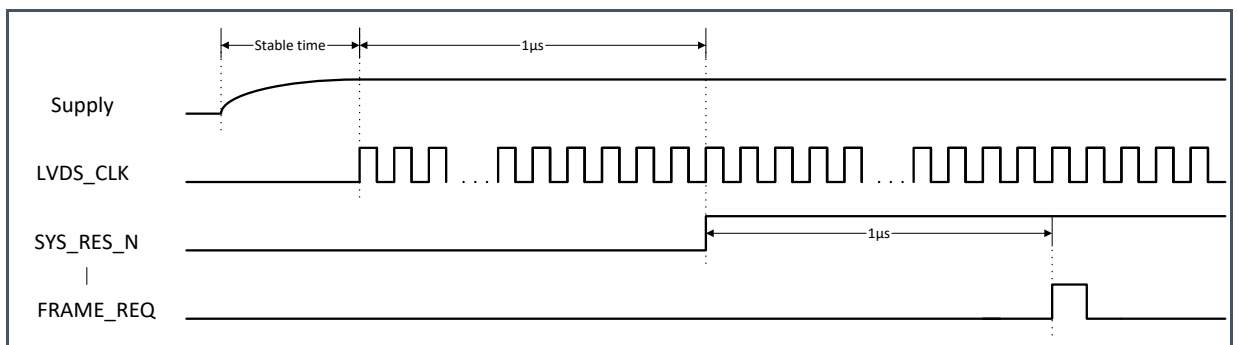 Stable time 1µs
Supply
LVDS_CLK . . . . . .
SYS_RES_N 1µs
FRAME_REQ